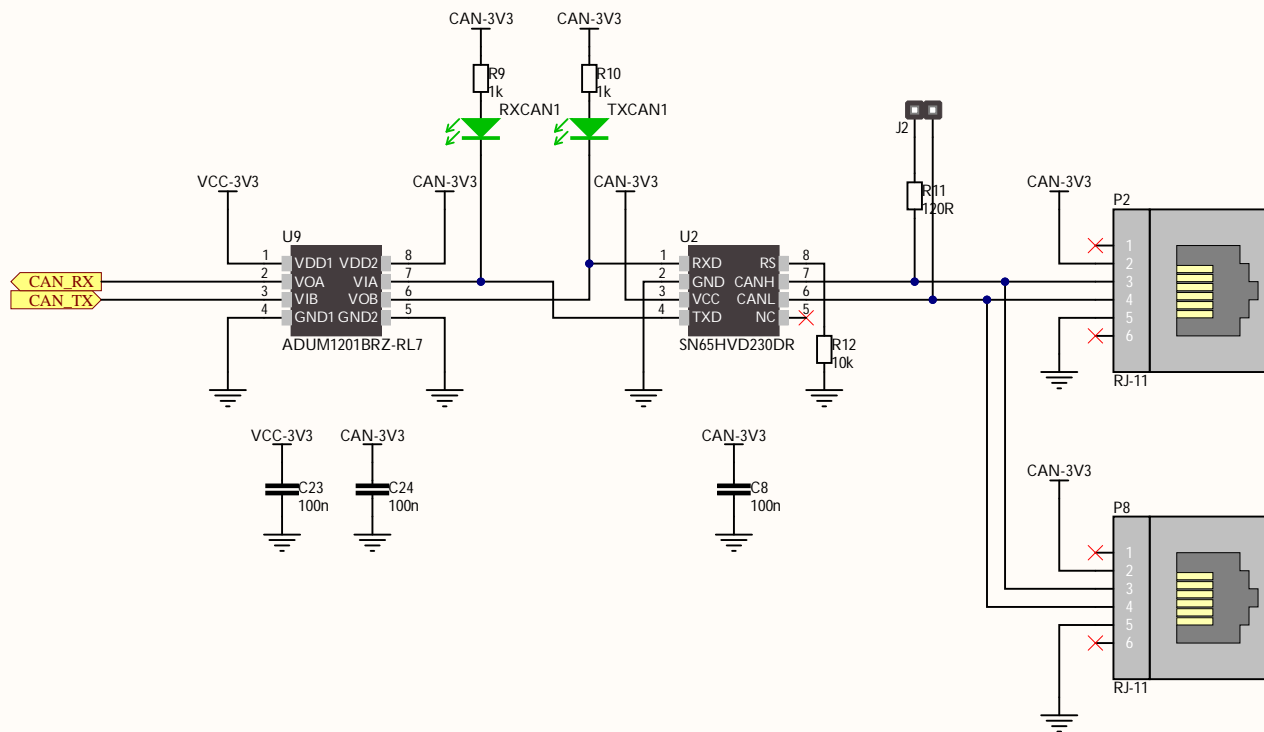 CAN-3V3 CAN-3V3
R9 R10
1k 1k
RXCAN1 TXCAN1
J2
VCC-3V3 CAN-3V3 CAN-3V3 CAN-3V3
R11
120R
P2
U9 U2
1 VDD1 VDD2 8 1 RXD RS 8 1
CAN_RX 2 VOA VIA 7 2 GND CANH 7 2
CAN_TX 3 VIB VOB 6 3 VCC CANL 6 3
4 GND1 GND2 5 4 TXD NC 5 4
5
6
ADUM1201BRZ-RL7 SN65HVD230DR
R12
10k
RJ-11
VCC-3V3 CAN-3V3 CAN-3V3
C23 C24 C8
100n 100n 100n
CAN-3V3
P8
1
2
3
4
5
6
RJ-11